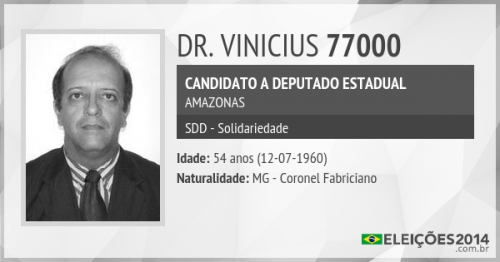 DR. VINICIUS 77000
CANDIDATO A DEPUTADO ESTADUAL
AMAZONAS
SDD - Solidariedade
Idade: 54 anos (12-07-1960)
Naturalidade: MG - Coronel Fabriciano
ELEIÇÕES2014
.com.br